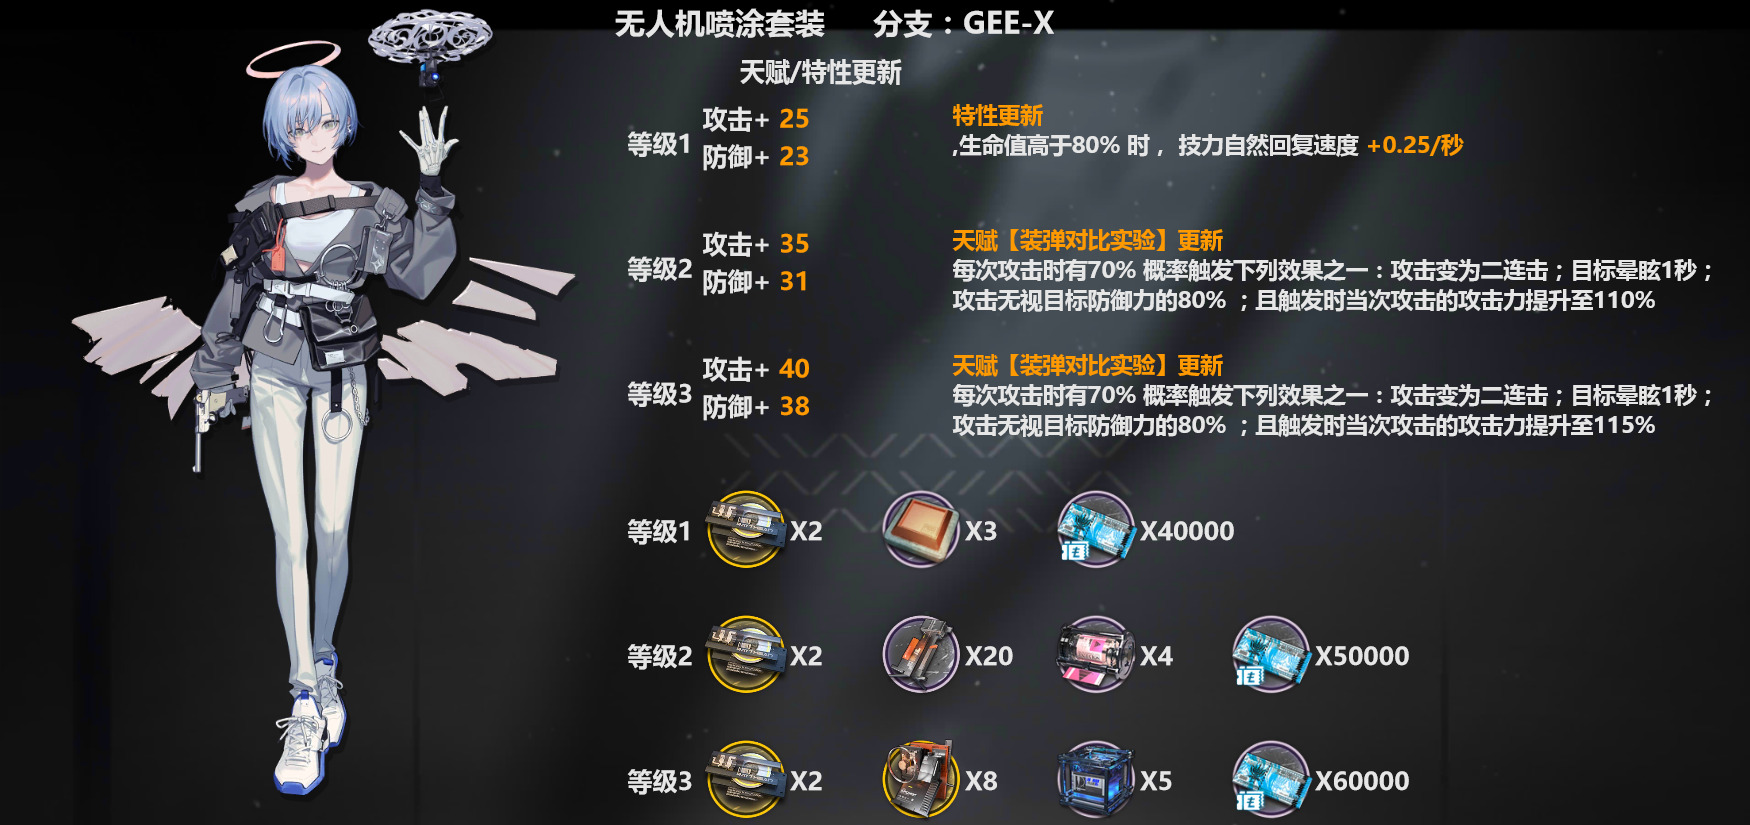 无人机喷涂套装 分支：GEE-X
天赋/特性更新
等级1
攻击+ 25
防御+ 23
特性更新
,生命值高于80% 时， 技力自然回复速度 +0.25/秒
等级2
攻击+ 35
防御+ 31
天赋【装弹对比实验】更新
每次攻击时有70% 概率触发下列效果之一：攻击变为二连击；目标晕眩1秒；
攻击无视目标防御力的80% ；且触发时当次攻击的攻击力提升至110%
等级3
攻击+ 40
防御+ 38
天赋【装弹对比实验】更新
每次攻击时有70% 概率触发下列效果之一：攻击变为二连击；目标晕眩1秒；
攻击无视目标防御力的80% ；且触发时当次攻击的攻击力提升至115%
等级1 X2 X3 X40000
等级2 X2 X20 X4 X50000
等级3 X2 X8 X5 X60000